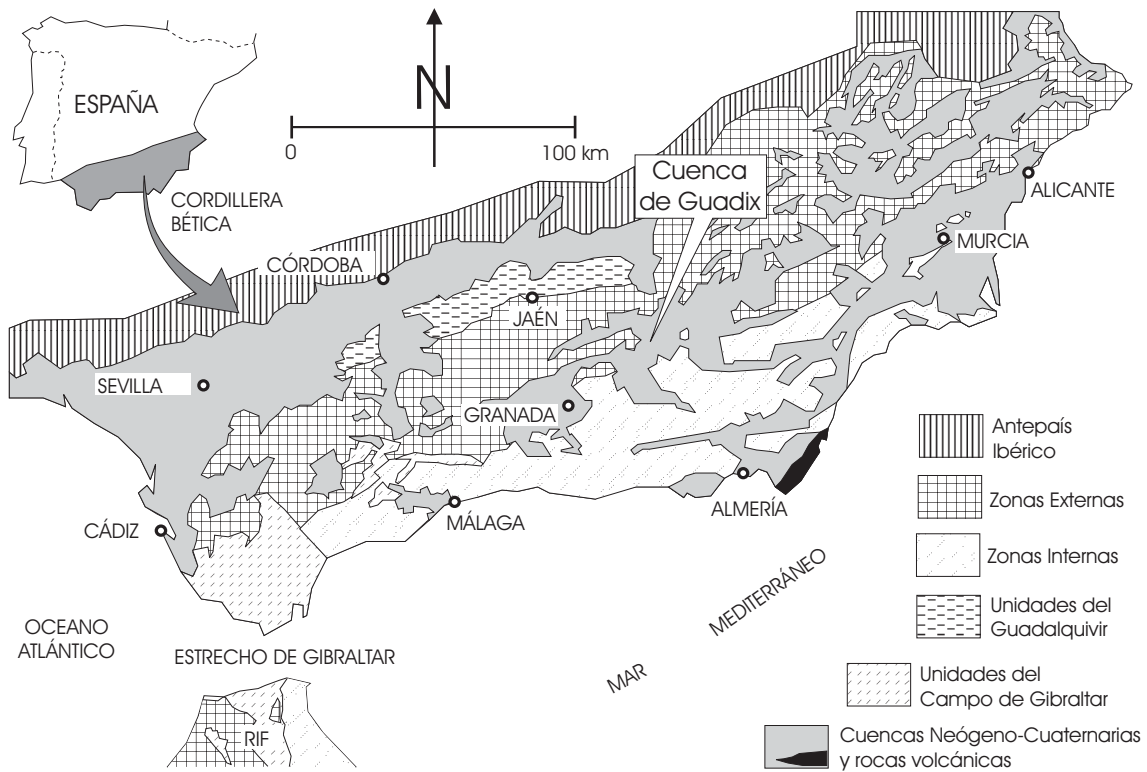 ESPAÑA
CORDILLERA
BÉTICA
N
0
100 km
Cuenca
de Guadix
ALICANTE
MURCIA
CÓRDOBA
JAÉN
SEVILLA
GRANADA
CÁDIZ
MÁLAGA
ALMERÍA
OCEANO
ATLÁNTICO
ESTRECHO DE GIBRALTAR
RIF
MAR
MEDITERRÁNEO
Antepaís
Ibérico
Zonas Externas
Zonas Internas
Unidades del
Guadalquivir
Unidades del
Campo de Gibraltar
Cuencas Neógeno-Cuaternarias
y rocas volcánicas